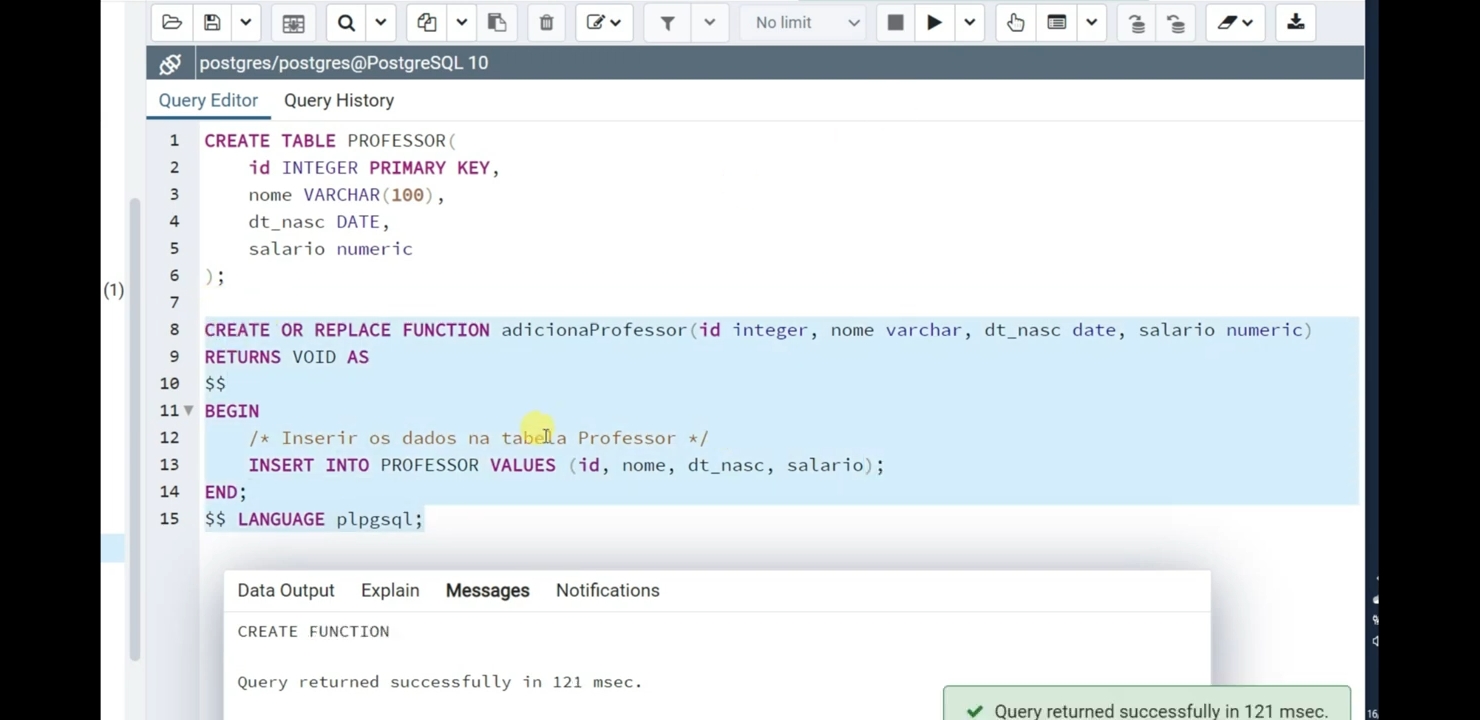 No limit
postgres/postgres@PostgreSQL 10
Query Editor Query History
1 CREATE TABLE PROFESSOR(
2 id INTEGER PRIMARY KEY,
3 nome VARCHAR(100),
4 dt_nasc DATE,
5 salario numeric
6 );
7
(1)
8 CREATE OR REPLACE FUNCTION adicionaProfessor(id integer, nome varchar, dt_nasc date, salario numeric)
9 RETURNS VOID AS
10 $$
11 BEGIN
12 /* Inserir os dados na tabela Professor */
13 INSERT INTO PROFESSOR VALUES (id, nome, dt_nasc, salario);
14 END;
15 $$ LANGUAGE plpgsql;
Data Output Explain Messages Notifications
CREATE FUNCTION
Query returned successfully in 121 msec.
Query returned successfully in 121 msec.
16